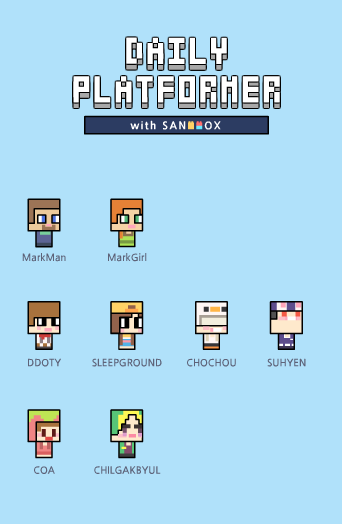 DAILY
PLATFORMER
with SANDBOX
MarkMan MarkGirl
DDOTY SLEEPGROUND CHOCHOU SUHYEN
COA CHILGAKBYUL